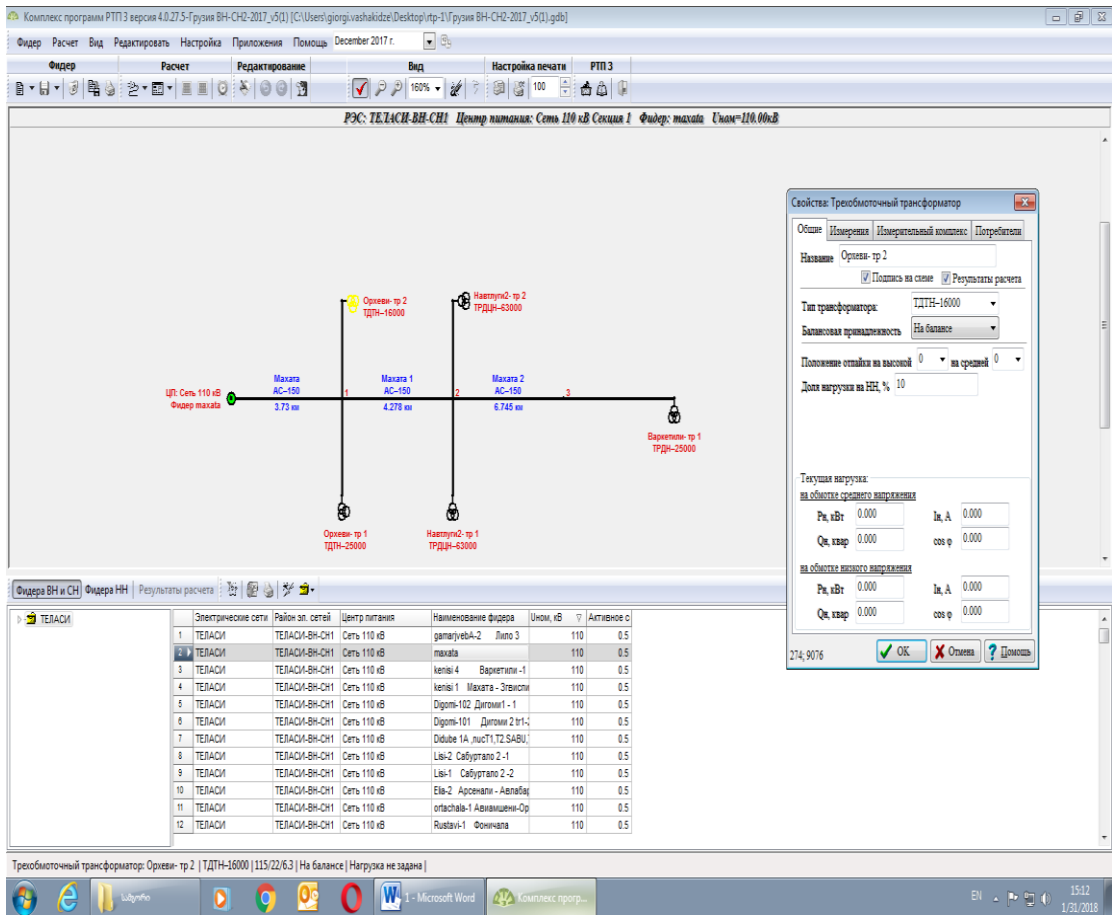 Комплекс программ РТП 3 версия 4.0.27.5-Грузия ВН-СН2-2017_v5(1) [C:\Users\giorgi.vashakidze\Desktop\rtp-1\Грузия ВН-СН2-2017_v5(1).gdb]
Фидер Расчет Вид Редактировать Настройка Приложения Помощь December 2017 г.
Фидер Расчет Редактирование Вид Настройка печати РТП 3
160% 100
РЭС: ТЕЛАСИ-ВН-СН1 Центр питания: Сеть 110 кВ Секция 1 Фидер: maxata Uном=110.00кВ
Орхеви- тр 2
ТДТН–16000
Навтлуги2- тр 2
ТРДЦН–63000
Махата
АС–150
3.73 км
Махата 1
АС–150
4.278 км
Махата 2
АС–150
6.745 км
ЦП: Сеть 110 кВ
Фидер maxata
1 2 3
Варкетили- тр 1
ТРДН–25000
Орхеви- тр 1
ТДТН–25000
Навтлуги2- тр 1
ТРДЦН–63000
Свойства: Трехобмоточный трансформатор
Общие Измерения Измерительный комплекс Потребители
Название Орхеви- тр 2
Подпись на схеме Результаты расчета
Тип трансформатора: ТДТН–16000
Балансовая принадлежность На балансе
Положение отпайки на высокой 0 на средней 0
Доля нагрузки на НН, % 10
Текущая нагрузка:
на обмотке среднего напряжения
Pн, кВт 0.000 Iн, А 0.000
Qн, квар 0.000 cos φ 0.000
на обмотке низкого напряжения
Pн, кВт 0.000 Iн, А 0.000
Qн, квар 0.000 cos φ 0.000
274; 9076 OK Отмена Помощь
Фидера ВН и СН Фидера НН Результаты расчета
ТЕЛАСИ
Электрические сети Район эл. сетей Центр питания Наименование фидера Uном, кВ Активное с
1 ТЕЛАСИ ТЕЛАСИ-ВН-СН1 Сеть 110 кВ gamarjvebA-2 Лило 3 110 0.5
2 ТЕЛАСИ ТЕЛАСИ-ВН-СН1 Сеть 110 кВ maxata 110 0.5
3 ТЕЛАСИ ТЕЛАСИ-ВН-СН1 Сеть 110 кВ kenisi 4 Варкетили -1 110 0.5
4 ТЕЛАСИ ТЕЛАСИ-ВН-СН1 Сеть 110 кВ kenisi 1 Махата - Згвиспи 110 0.5
5 ТЕЛАСИ ТЕЛАСИ-ВН-СН1 Сеть 110 кВ Digomi-102 Дигоми1 - 1 110 0.5
6 ТЕЛАСИ ТЕЛАСИ-ВН-СН1 Сеть 110 кВ Digomi-101 Дигоми 2 tr1-2 110 0.5
7 ТЕЛАСИ ТЕЛАСИ-ВН-СН1 Сеть 110 кВ Didube 1A ,nucT1,T2.SABU, 110 0.5
8 ТЕЛАСИ ТЕЛАСИ-ВН-СН1 Сеть 110 кВ Lisi-2 Сабуртало 2 -1 110 0.5
9 ТЕЛАСИ ТЕЛАСИ-ВН-СН1 Сеть 110 кВ Lisi-1 Сабуртало 2 -2 110 0.5
10 ТЕЛАСИ ТЕЛАСИ-ВН-СН1 Сеть 110 кВ Elia-2 Арсенали - Авлабар 110 0.5
11 ТЕЛАСИ ТЕЛАСИ-ВН-СН1 Сеть 110 кВ ortachala-1 Авиамшени-Ор 110 0.5
12 ТЕЛАСИ ТЕЛАСИ-ВН-СН1 Сеть 110 кВ Rustavi-1 Фоничала 110 0.5
Трехобмоточный трансформатор: Орхеви- тр 2 | ТДТН–16000 | 115/22/6.3 | На балансе | Нагрузка не задана |
1 - Microsoft Word Комплекс прогр... EN 15:12
1/31/2018